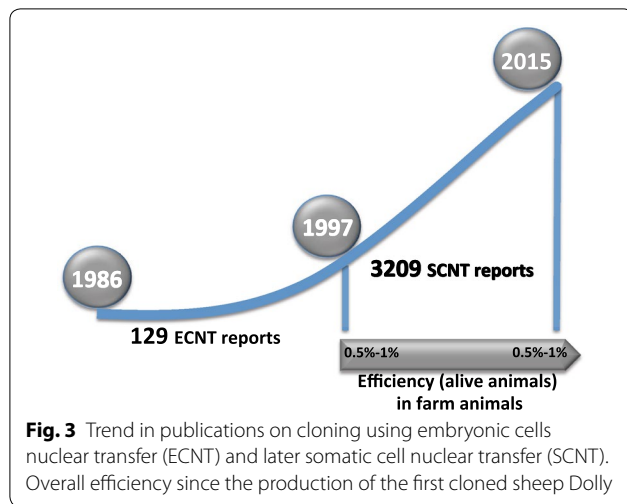 2015
1997
1986
3209 SCNT reports
129 ECNT reports
0.5%-1% 0.5%-1%
Efficiency (alive animals)
in farm animals
Fig. 3 Trend in publications on cloning using embryonic cells
nuclear transfer (ECNT) and later somatic cell nuclear transfer (SCNT).
Overall efficiency since the production of the first cloned sheep Dolly